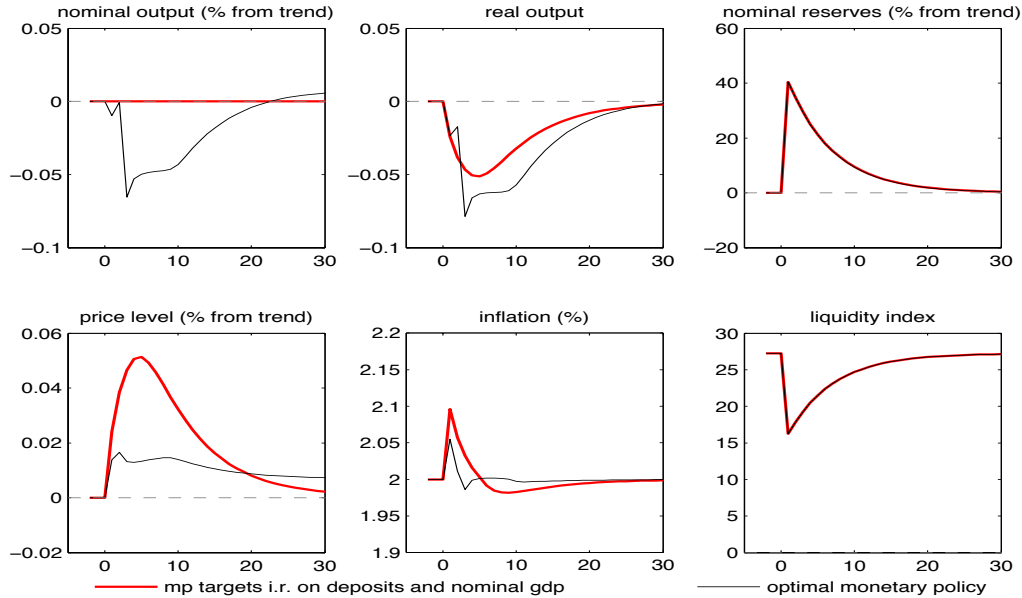 nominal output (% from trend)
0.05
0
−0.05
−0.1
0 10 20 30
real output
0.05
0
−0.05
−0.1
0 10 20 30
nominal reserves (% from trend)
60
40
20
0
−20
0 10 20 30
price level (% from trend)
0.06
0.04
0.02
0
−0.02
0 10 20 30
inflation (%)
2.2
2.15
2.1
2.05
2
1.95
1.9
0 10 20 30
liquidity index
30
25
20
15
10
5
0
0 10 20 30
mp targets i.r. on deposits and nominal gdp
optimal monetary policy